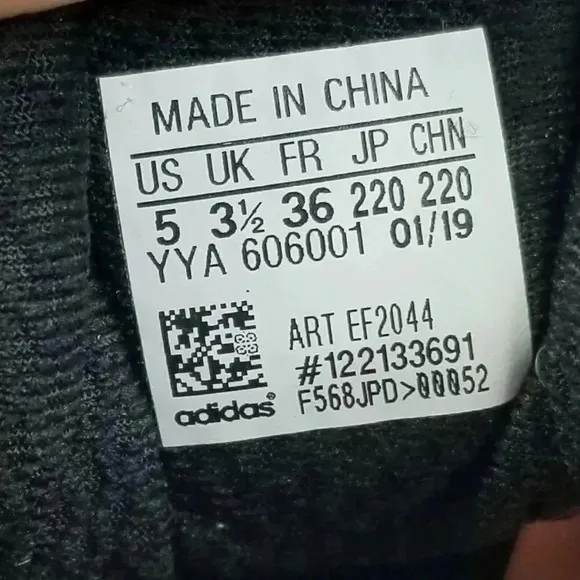 MADE IN CHINA
US UK FR JP CHN
5 3½ 36 220 220
YYA 606001 01/19
ART EF2044
#122133691
F568JPD>00052
adidas®